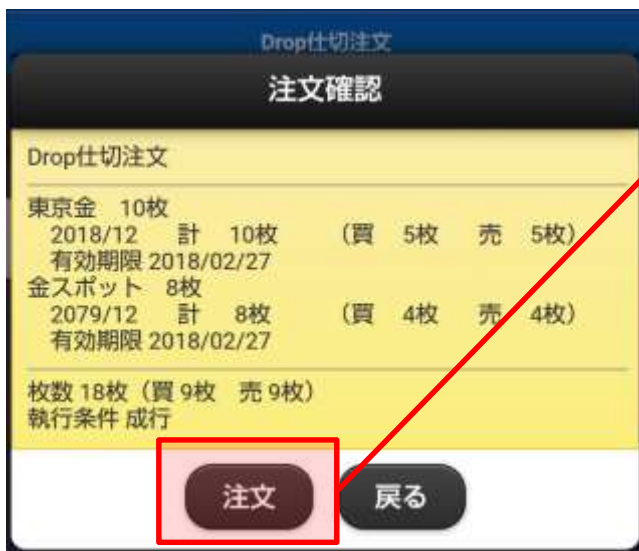 Drop仕切注文
注文確認
Drop仕切注文
東京金 10枚
2018/12 計 10枚 (買 5枚 売 5枚)
有効期限 2018/02/27
金スポット 8枚
2079/12 計 8枚 (買 4枚 売 4枚)
有効期限 2018/02/27
枚数 18枚（買 9枚 売 9枚）
執行条件 成行
注文 戻る